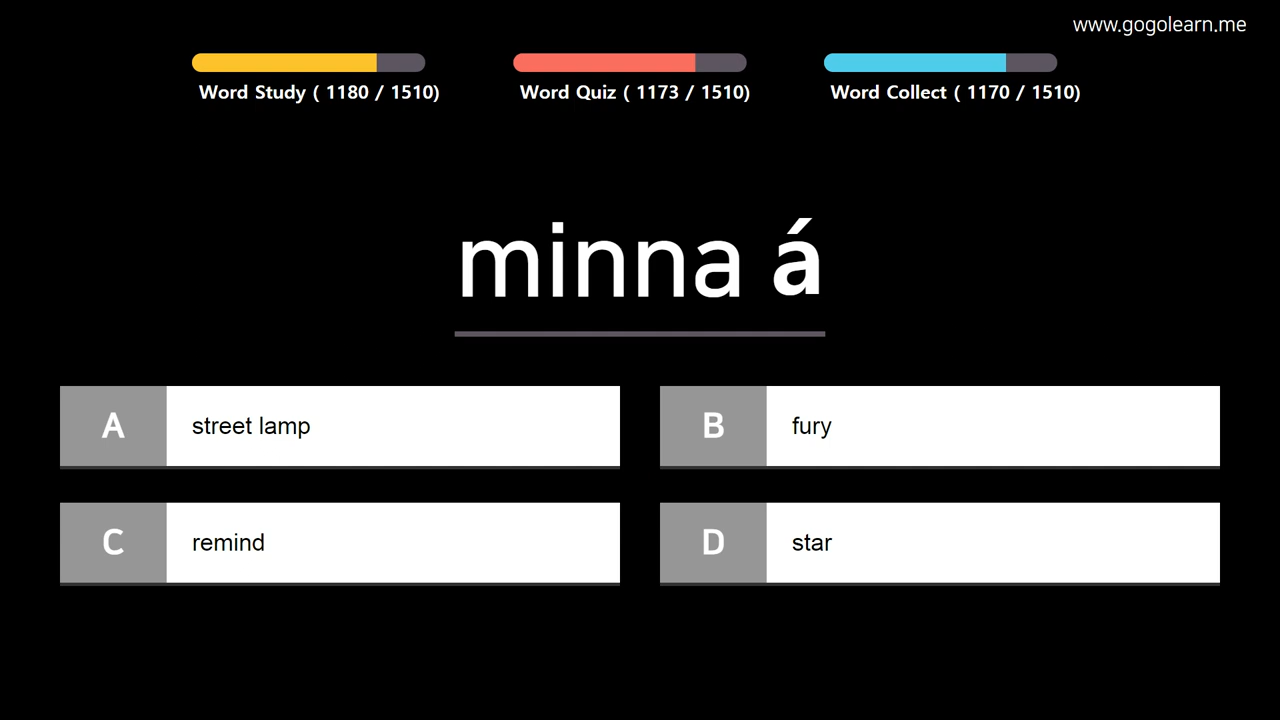 www.gogolearn.me
Word Study ( 1180 / 1510)
Word Quiz ( 1173 / 1510)
Word Collect ( 1170 / 1510)
minna á
A street lamp
B fury
C remind
D star